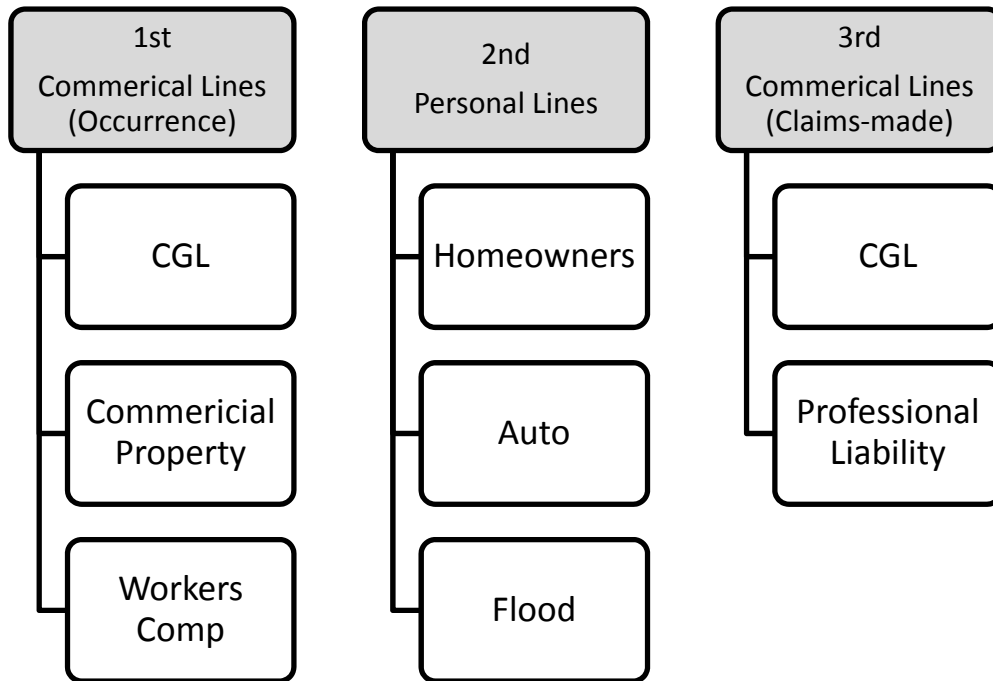 1st
Commerical Lines
(Occurrence)
CGL
Commericial
Property
Workers
Comp
2nd
Personal Lines
Homeowners
Auto
Flood
3rd
Commerical Lines
(Claims-made)
CGL
Professional
Liability